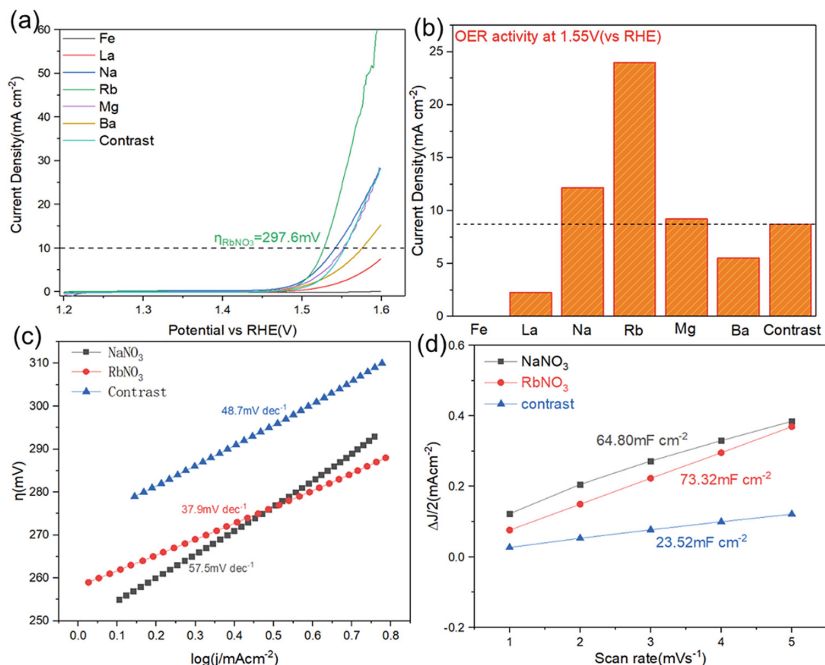 (a)
Current Density(mA cm⁻²)
60
50
40
30
20
10
0
Fe
La
Na
Rb
Mg
Ba
Contrast
ηRbNO₃=297.6mV
1.2
1.3
1.4
1.5
1.6
Potential vs RHE(V)
(b)
OER activity at 1.55V(vs RHE)
Current Density(mA cm⁻²)
25
20
15
10
5
0
Fe
La
Na
Rb
Mg
Ba
Contrast
(c)
η(mV)
310
300
290
280
270
260
250
NaNO₃
RbNO₃
Contrast
48.7mV dec⁻¹
37.9mV dec⁻¹
57.5mV dec⁻¹
0.0
0.1
0.2
0.3
0.4
0.5
0.6
0.7
0.8
log(j/mAcm⁻²)
(d)
ΔJ/2(mAcm⁻²)
0.6
0.4
0.2
0.0
-0.2
NaNO₃
RbNO₃
contrast
64.80mF cm⁻²
73.32mF cm⁻²
23.52mF cm⁻²
1
2
3
4
5
Scan rate(mVs⁻¹)